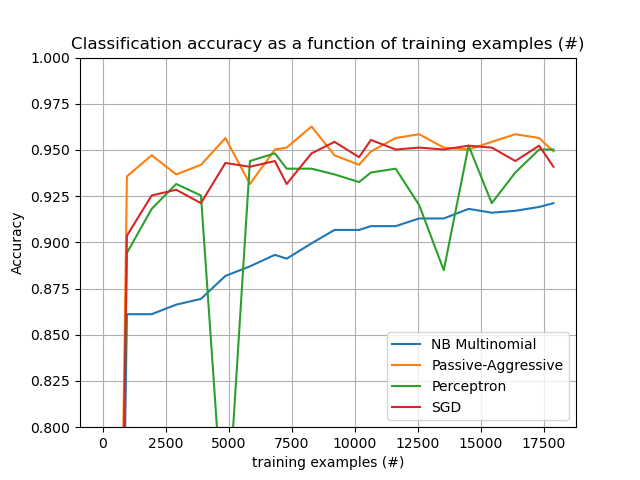 Classification accuracy as a function of training examples (#)
1.000
0.975
0.950
0.925
0.900
0.875
0.850
0.825
0.800
Accuracy
NB Multinomial
Passive-Aggressive
Perceptron
SGD
0 2500 5000 7500 10000 12500 15000 17500
training examples (#)